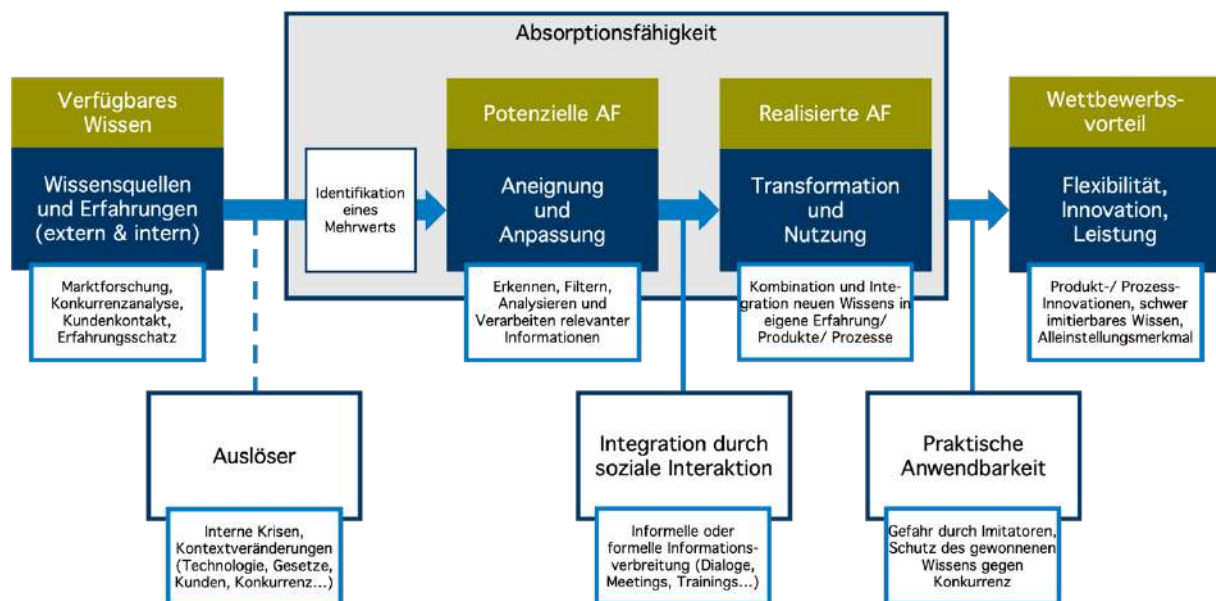 Absorptionsfähigkeit
Verfügbares
Wissen
Wissensquellen
und Erfahrungen
(extern & intern)
Marktforschung,
Konkurrenzanalyse,
Kundenkontakt,
Erfahrungsschatz
Identifikation
eines
Mehrwerts
Potenzielle AF
Aneignung
und
Anpassung
Erkennen, Filtern,
Analysieren und
Verarbeiten relevanter
Informationen
Realisierte AF
Transformation
und
Nutzung
Kombination und Inte-
gration neuen Wissens in
eigene Erfahrung/
Produkte/ Prozesse
Wettbewerbs-
vorteil
Flexibilität,
Innovation,
Leistung
Produkt-/ Prozess-
Innovationen, schwer
imitierbares Wissen,
Alleinstellungsmerkmal
Auslöser
Interne Krisen,
Kontextveränderungen
(Technologie, Gesetze,
Kunden, Konkurrenz...)
Integration durch
soziale Interaktion
Informelle oder
formelle Informations-
verbreitung (Dialoge,
Meetings, Trainings...)
Praktische
Anwendbarkeit
Gefahr durch Imitatoren,
Schutz des gewonnenen
Wissens gegen
Konkurrenz